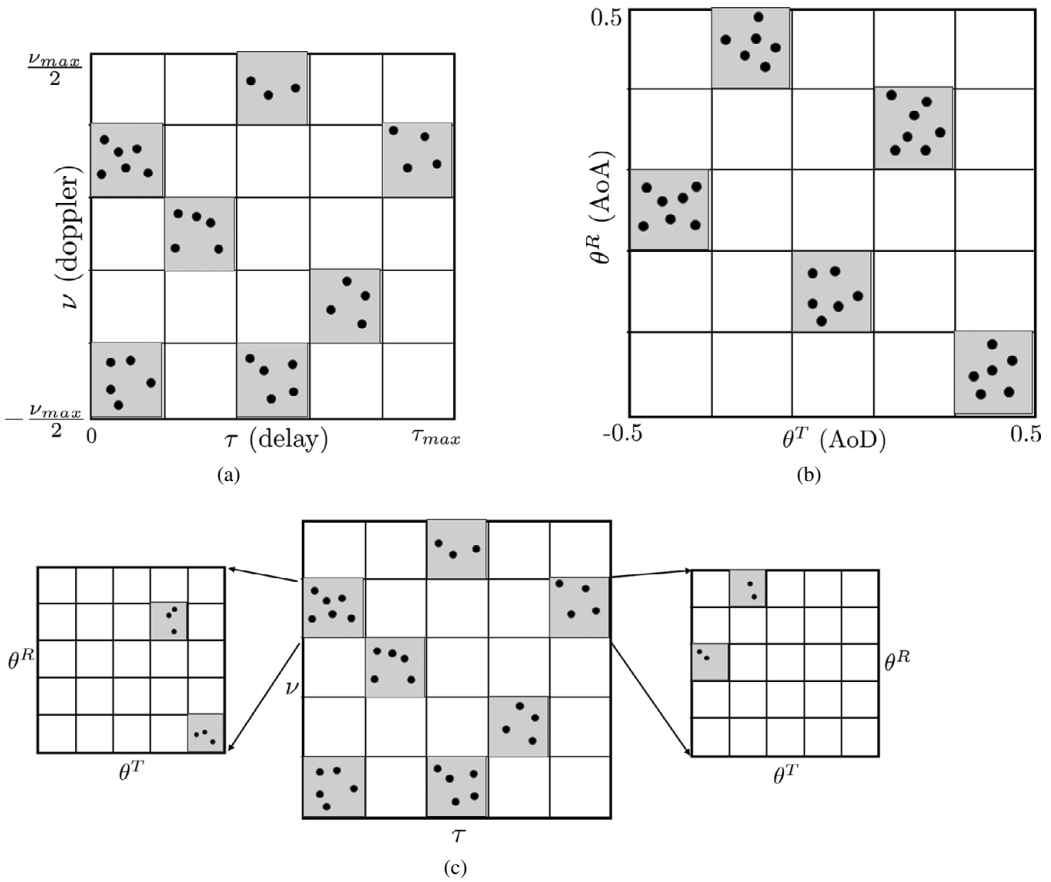 ν_max/2
0.5
ν (doppler)
θ^R (AoA)
-ν_max/2
0
τ (delay)
τ_max
-0.5
θ^T (AoD)
0.5
(a)
(b)
θ^R
ν
θ^R
θ^T
θ^T
τ
(c)